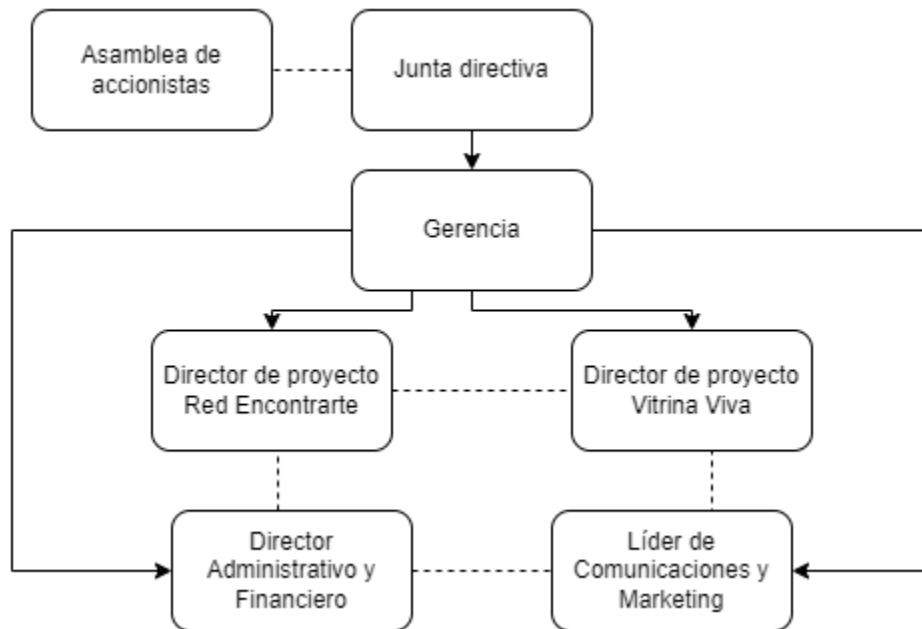 Asamblea de
accionistas
Junta directiva
Gerencia
Director de proyecto
Red Encontrarte
Director de proyecto
Vitrina Viva
Director
Administrativo y
Financiero
Líder de
Comunicaciones y
Marketing